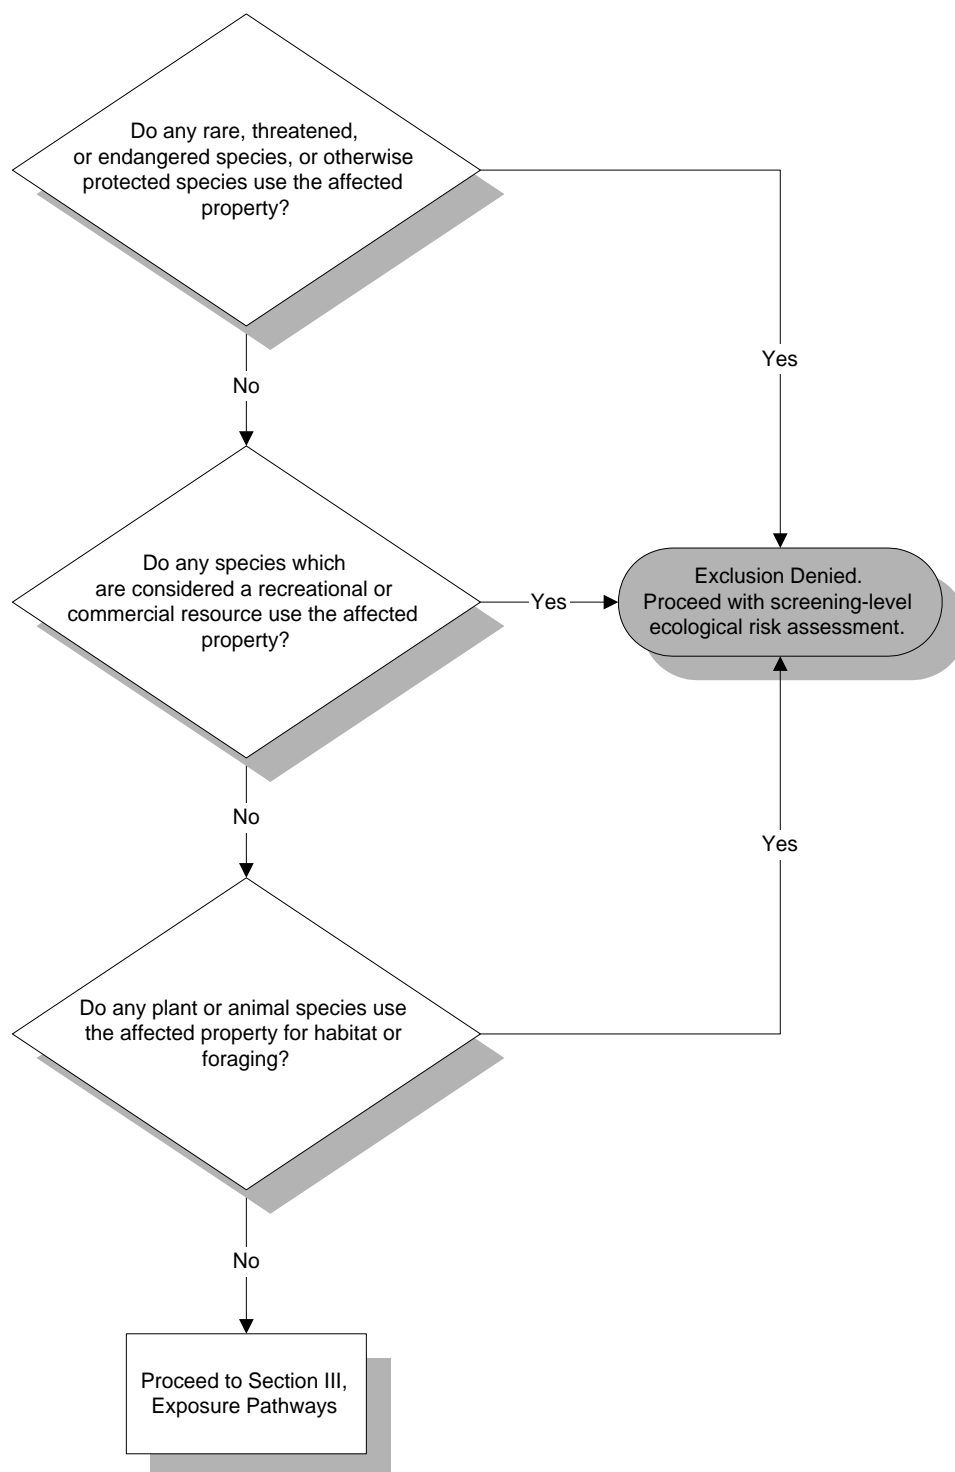 Do any rare, threatened,
or endangered species, or otherwise
protected species use the affected
property?
Yes
No
Do any species which
are considered a recreational or
commercial resource use the affected
property?
Yes
Exclusion Denied.
Proceed with screening-level
ecological risk assessment.
No
Yes
Do any plant or animal species use
the affected property for habitat or
foraging?
No
Proceed to Section III,
Exposure Pathways